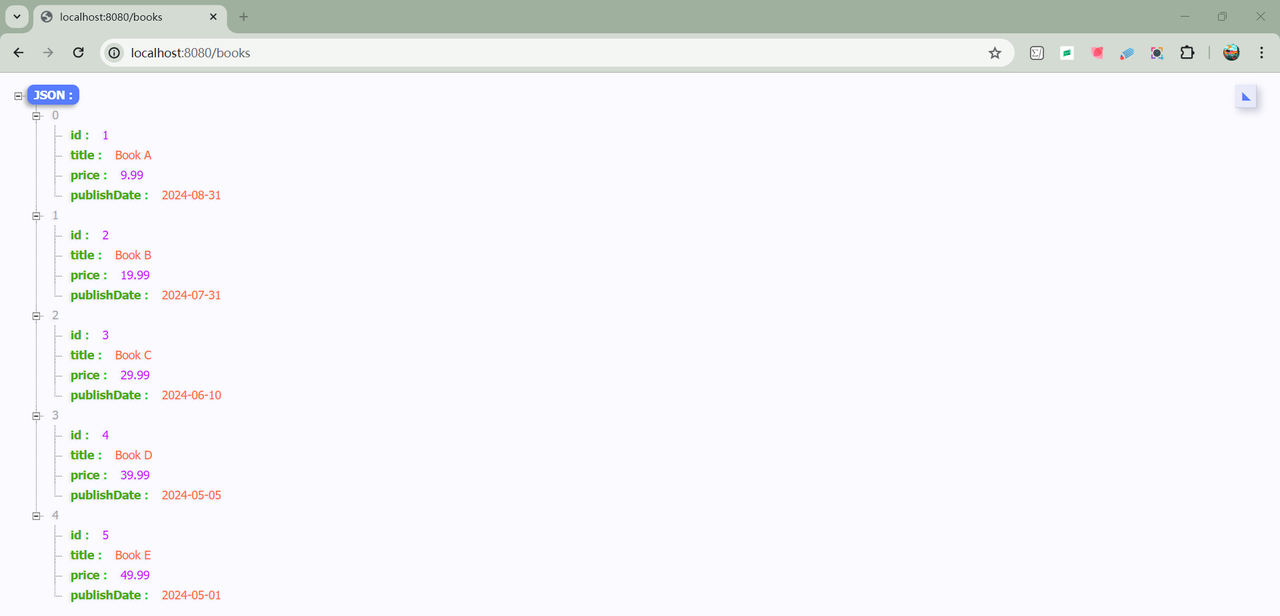 localhost:8080/books
localhost:8080/books
JSON :
0
id : 1
title : Book A
price : 9.99
publishDate : 2024-08-31
1
id : 2
title : Book B
price : 19.99
publishDate : 2024-07-31
2
id : 3
title : Book C
price : 29.99
publishDate : 2024-06-10
3
id : 4
title : Book D
price : 39.99
publishDate : 2024-05-05
4
id : 5
title : Book E
price : 49.99
publishDate : 2024-05-01